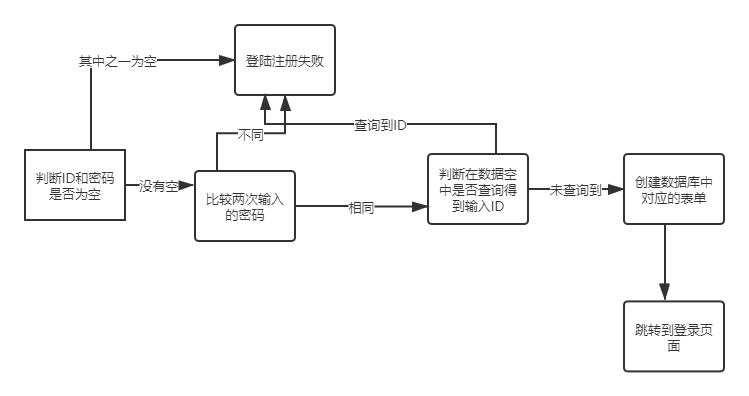 其中之一为空
登陆注册失败
查询到ID
不同
判断ID和密码
是否为空
没有空
比较两次输入
的密码
相同
判断在数据空
中是否查询得
到输入ID
未查询到
创建数据库中
对应的表单
跳转到登录页
面